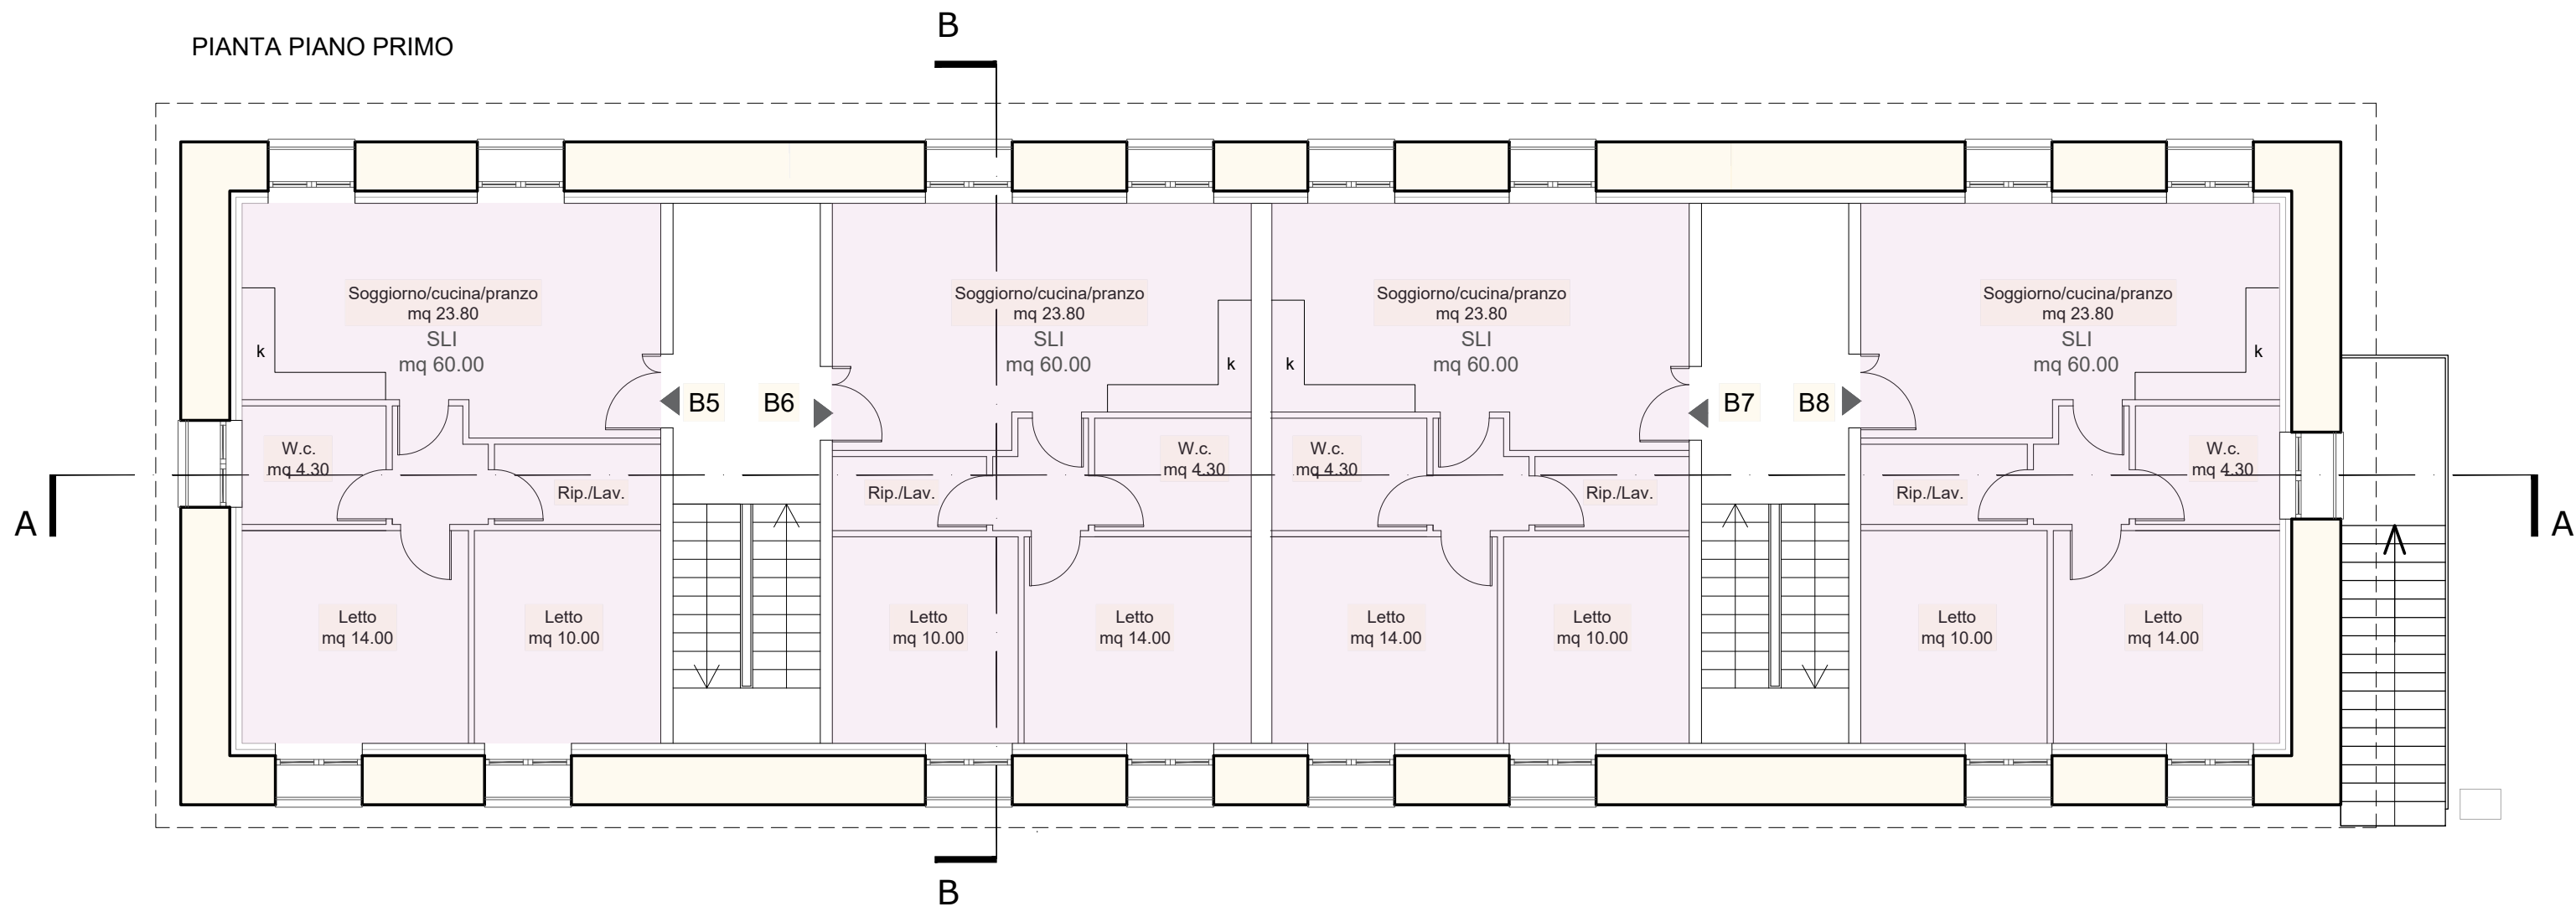 B
PIANTA PIANO PRIMO
Soggiorno/cucina/pranzo
mq 23.80
SLI
mq 60.00
k
Soggiorno/cucina/pranzo
mq 23.80
SLI
mq 60.00
k
Soggiorno/cucina/pranzo
mq 23.80
SLI
mq 60.00
k
Soggiorno/cucina/pranzo
mq 23.80
SLI
mq 60.00
k
B5
B6
B7
B8
W.c.
mq 4.30
Rip./Lav.
Rip./Lav.
W.c.
mq 4.30
W.c.
mq 4.30
Rip./Lav.
Rip./Lav.
W.c.
mq 4.30
A
A
Letto
mq 14.00
Letto
mq 10.00
Letto
mq 10.00
Letto
mq 14.00
Letto
mq 14.00
Letto
mq 10.00
Letto
mq 10.00
Letto
mq 14.00
B